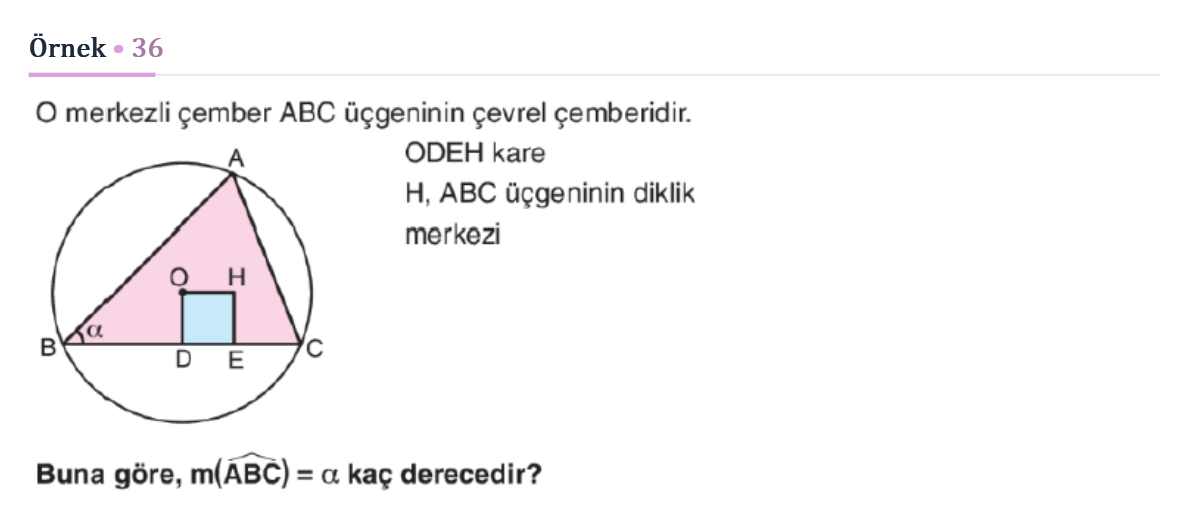 Örnek • 36
O merkezli çember ABC üçgeninin çevrel çemberidir.
ODEH kare
H, ABC üçgeninin diklik
merkezi
A
O H
B α D E C
Buna göre, m(ABC) = α kaç derecedir?